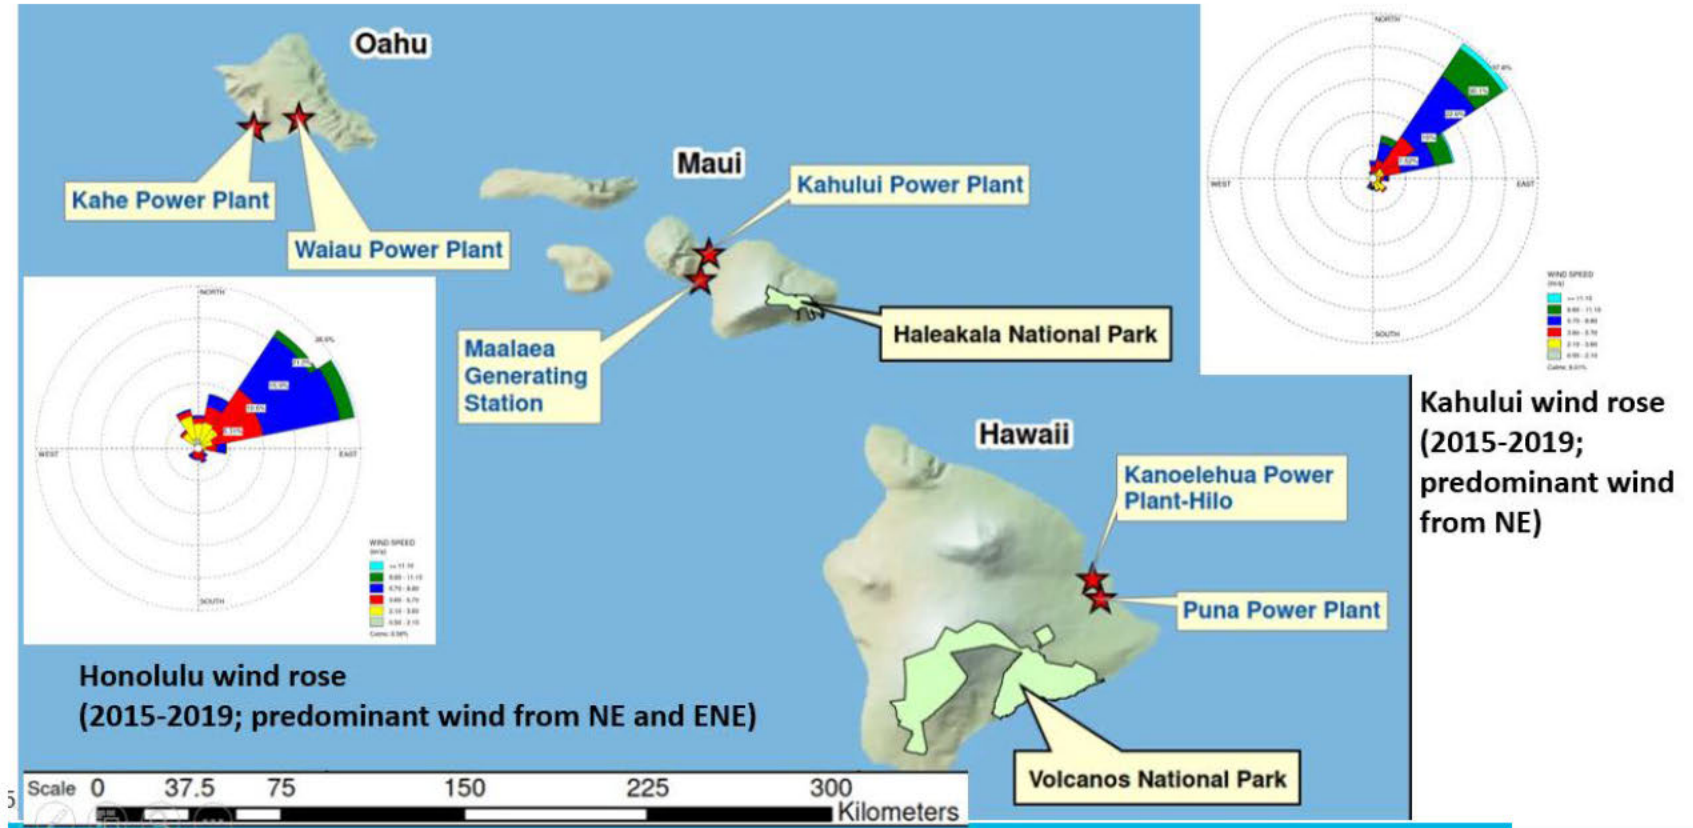 Oahu
Kahe Power Plant
Waiau Power Plant
Maui
Kahului Power Plant
Maalaea
Generating
Station
Haleakala National Park
Hawaii
Kanoelehua Power
Plant-Hilo
Puna Power Plant
Volcanos National Park
NORTH
WEST
EAST
SOUTH
WIND SPEED
(m/s)
Honolulu wind rose
(2015-2019; predominant wind from NE and ENE)
NORTH
WEST
EAST
SOUTH
WIND SPEED
(m/s)
Kahului wind rose
(2015-2019;
predominant wind
from NE)
Scale 0 37.5 75 150 225 300
Kilometers
5